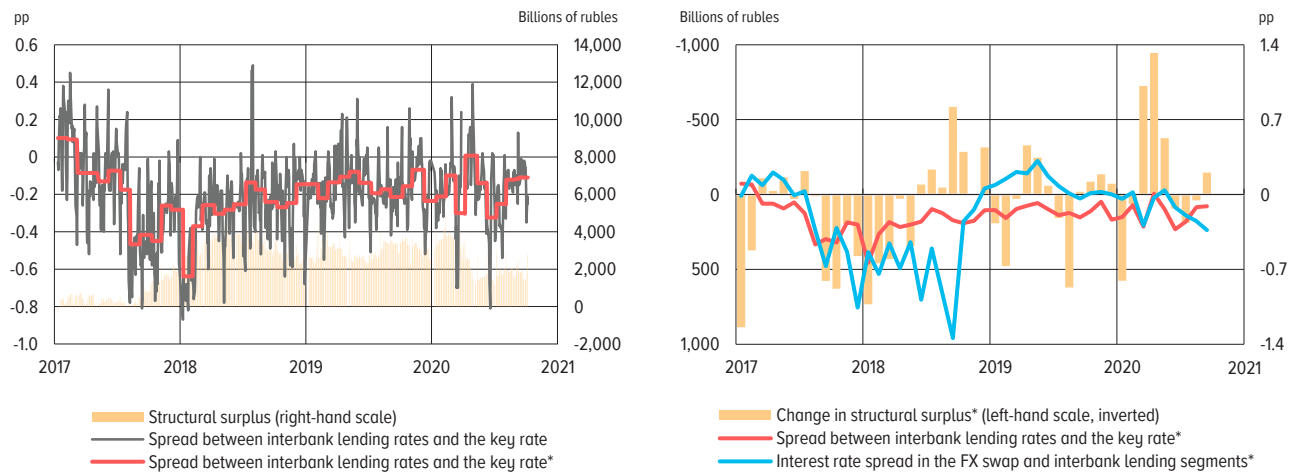 pp Billions of rubles
0.6 14,000
0.4 12,000
0.2 10,000
0 8,000
-0.2 6,000
-0.4 4,000
-0.6 2,000
-0.8 0
-1.0 -2,000
2017 2018 2019 2020 2021
Structural surplus (right-hand scale)
Spread between interbank lending rates and the key rate
Spread between interbank lending rates and the key rate*
Billions of rubles pp
-1,000 1.4
-500 0.7
0 0
500 -0.7
1,000 -1.4
2017 2018 2019 2020 2021
Change in structural surplus* (left-hand scale, inverted)
Spread between interbank lending rates and the key rate*
Interest rate spread in the FX swap and interbank lending segments*